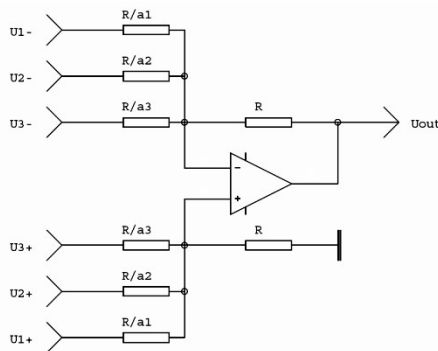 R/a1
U1-
R/a2
U2-
R/a3 R
U3- Uout
-
+
R/a3 R
U3+
R/a2
U2+
R/a1
U1+